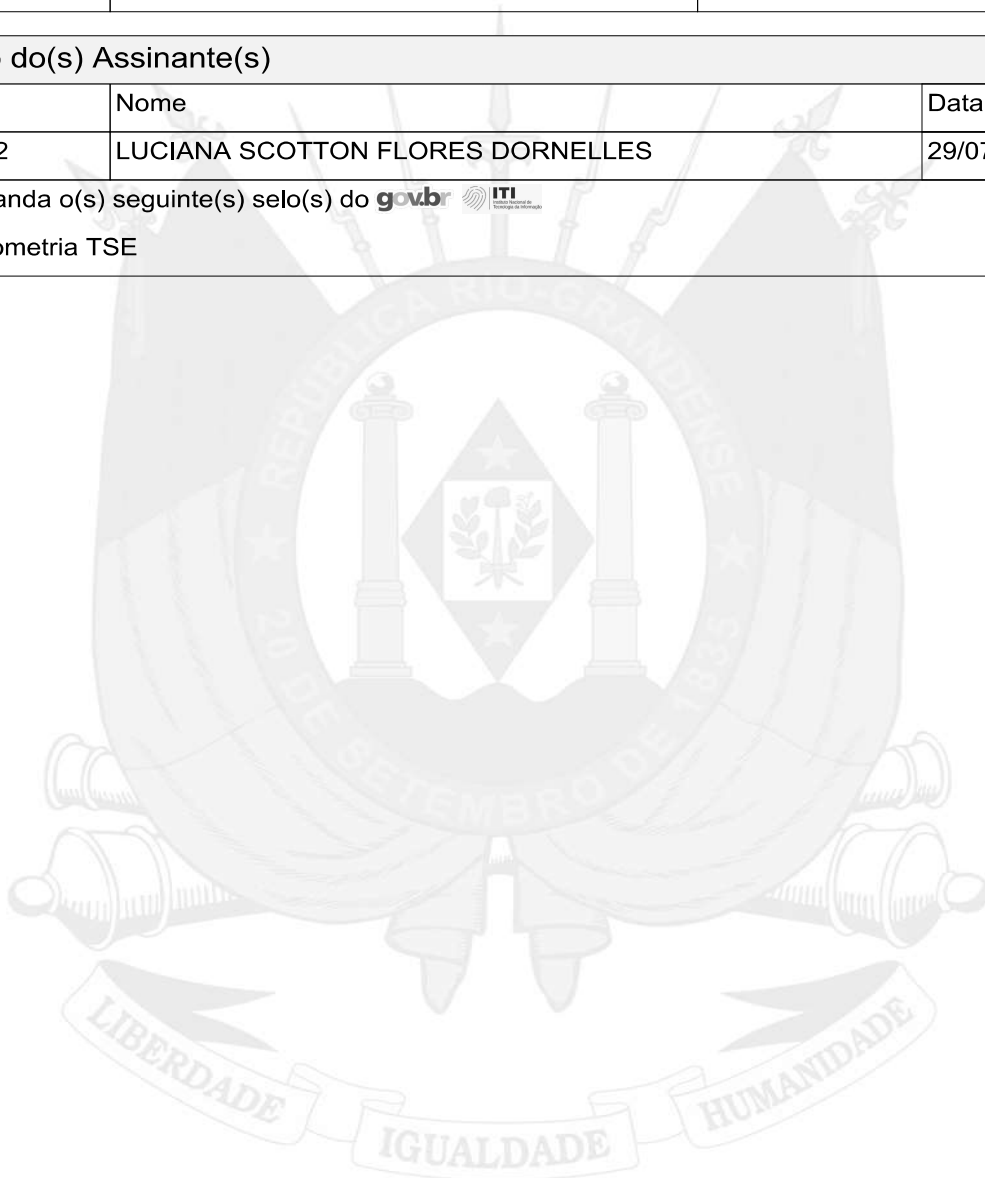 do(s) Assinante(s)
Nome Data
2 LUCIANA SCOTTON FLORES DORNELLES 29/07
anda o(s) seguinte(s) selo(s) do gov.br ITI
ometria TSE
REPÚBLICA RIO-GRANDENSE
20 DE SETEMBRO DE 1835
LIBERDADE IGUALDADE HUMANIDADE